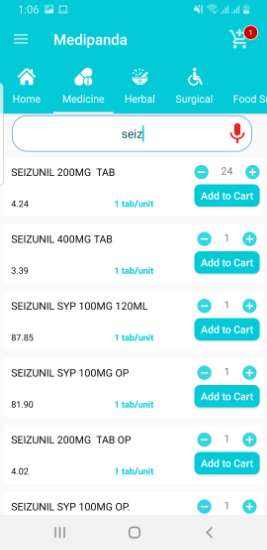 1:06
Medipanda
1
Home Medicine Herbal Surgical Food Su
seiz
SEIZUNIL 200MG TAB
24
4.24 1 tab/unit Add to Cart
SEIZUNIL 400MG TAB
1
3.39 1 tab/unit Add to Cart
SEIZUNIL SYP 100MG 120ML
1
87.85 1 tab/unit Add to Cart
SEIZUNIL SYP 100MG OP
1
81.90 1 tab/unit Add to Cart
SEIZUNIL 200MG TAB OP
1
4.02 1 tab/unit Add to Cart
SEIZUNIL SYP 100MG OP.
1